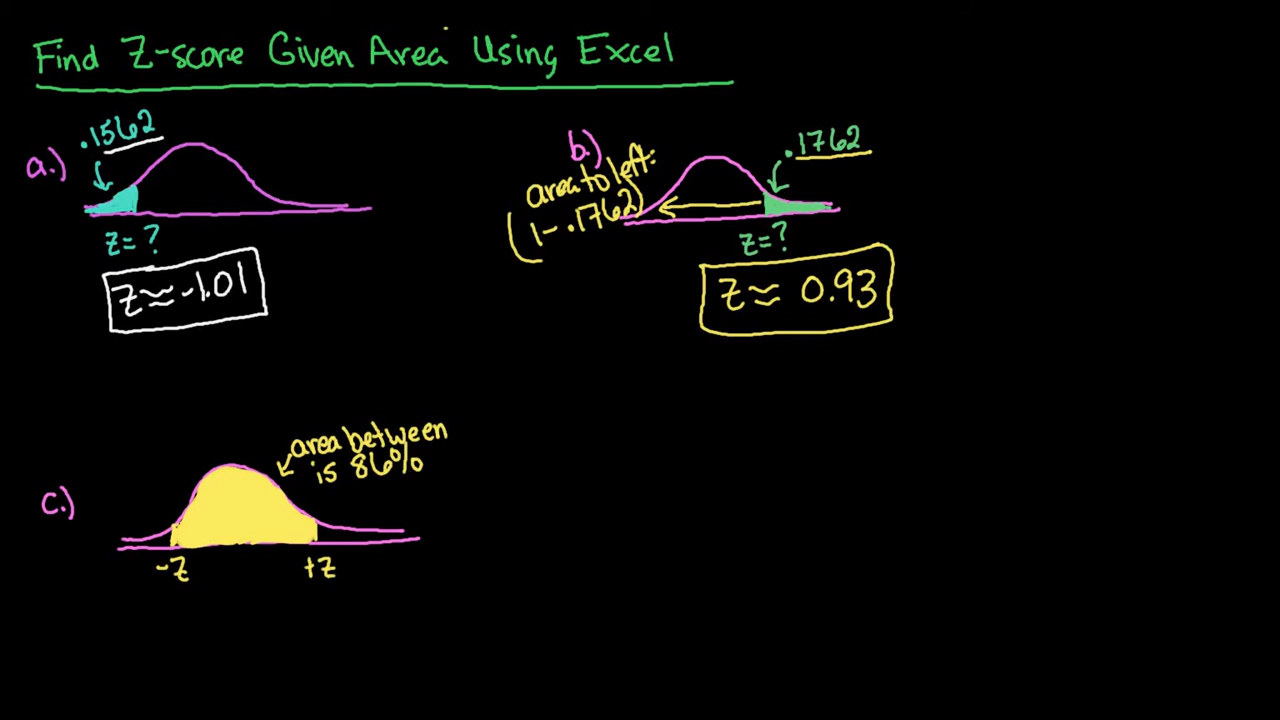 Find Z-score Given Area Using Excel
a.)
.1562
z=?
z≈-1.01
b.)
area to left:
(1-.1762)
.1762
z=?
z≈ 0.93
c.)
area between
is 86%
-z
+z